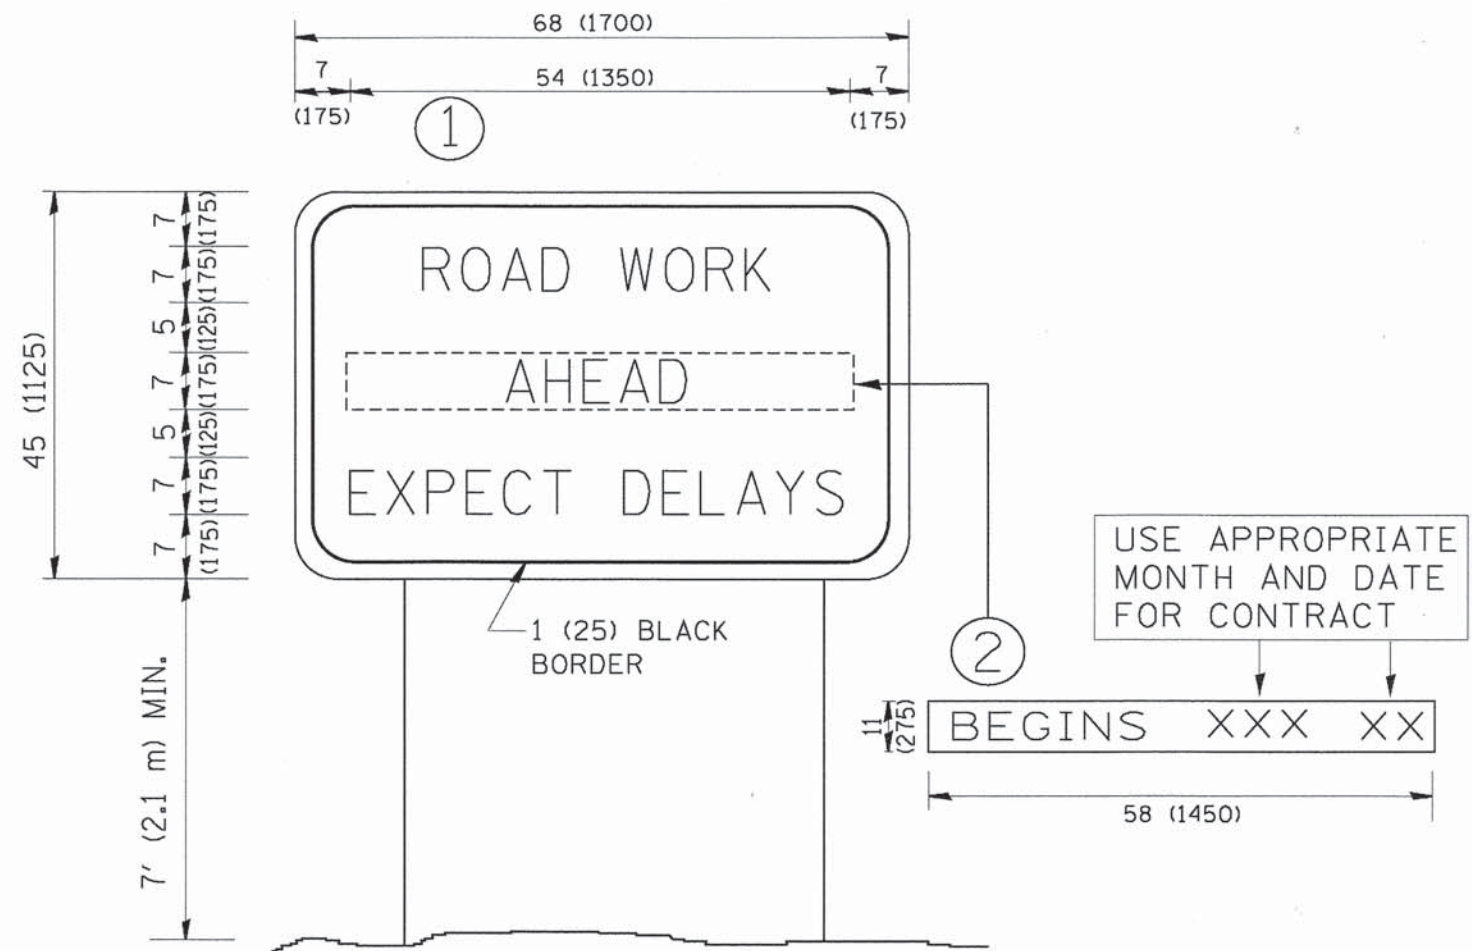 68 (1700)
7
54 (1350)
7
(175)
(175)
1
45 (1125)
7
(175)
7
(175)
5
(125)
7
(175)
5
(125)
7
(175)
7
(175)
ROAD WORK
AHEAD
EXPECT DELAYS
1 (25) BLACK
BORDER
7' (2.1 m) MIN.
2
USE APPROPRIATE
MONTH AND DATE
FOR CONTRACT
11
(275)
BEGINS XXX XX
58 (1450)